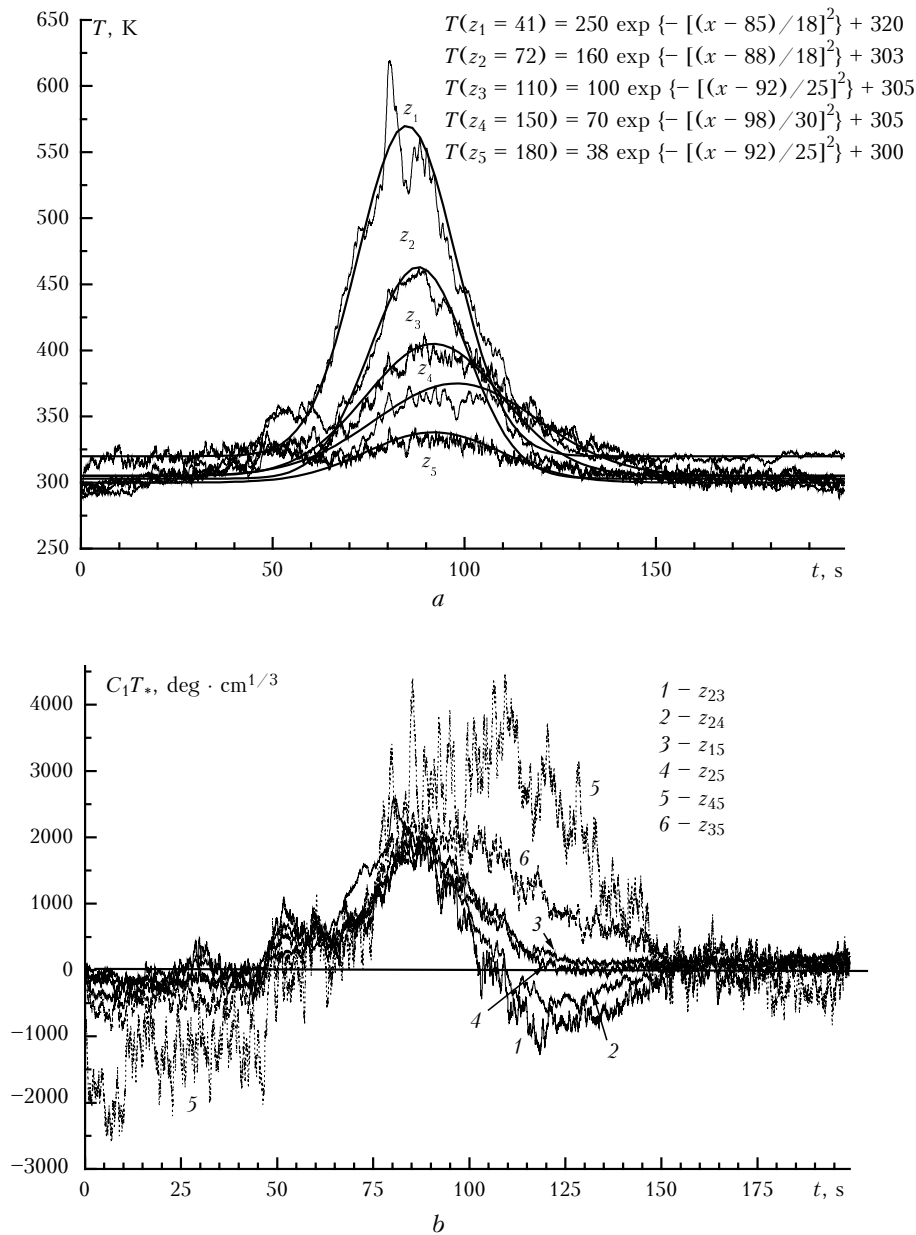 T, K
T(z₁ = 41) = 250 exp {− [(x − 85)/18]²} + 320
T(z₂ = 72) = 160 exp {− [(x − 88)/18]²} + 303
T(z₃ = 110) = 100 exp {− [(x − 92)/25]²} + 305
T(z₄ = 150) = 70 exp {− [(x − 98)/30]²} + 305
T(z₅ = 180) = 38 exp {− [(x − 92)/25]²} + 300
650
600
550
500
450
400
350
300
250
z₁
z₂
z₃
z₄
z₅
0
50
100
150
t, s
a
C₁T*, deg · cm^1/3
1 − z₂₃
2 − z₂₄
3 − z₁₅
4 − z₂₅
5 − z₄₅
6 − z₃₅
4000
3000
2000
1000
0
−1000
−2000
−3000
5
6
3
4
1
2
5
0
25
50
75
100
125
150
175
t, s
b